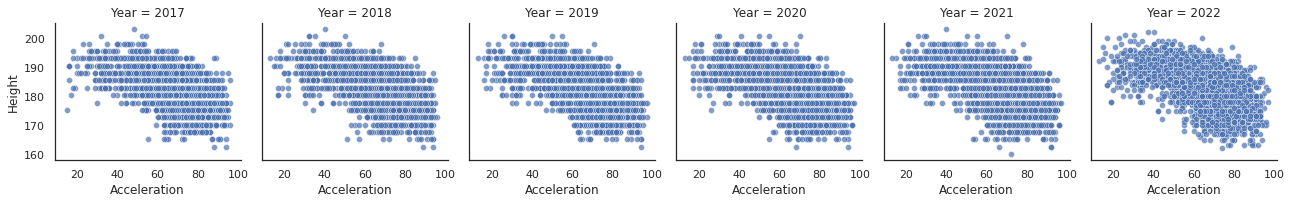 Year = 2017 Year = 2018 Year = 2019 Year = 2020 Year = 2021 Year = 2022
Height
200
190
180
170
160
20 40 60 80 100 20 40 60 80 100 20 40 60 80 100 20 40 60 80 100 20 40 60 80 100 20 40 60 80 100
Acceleration Acceleration Acceleration Acceleration Acceleration Acceleration